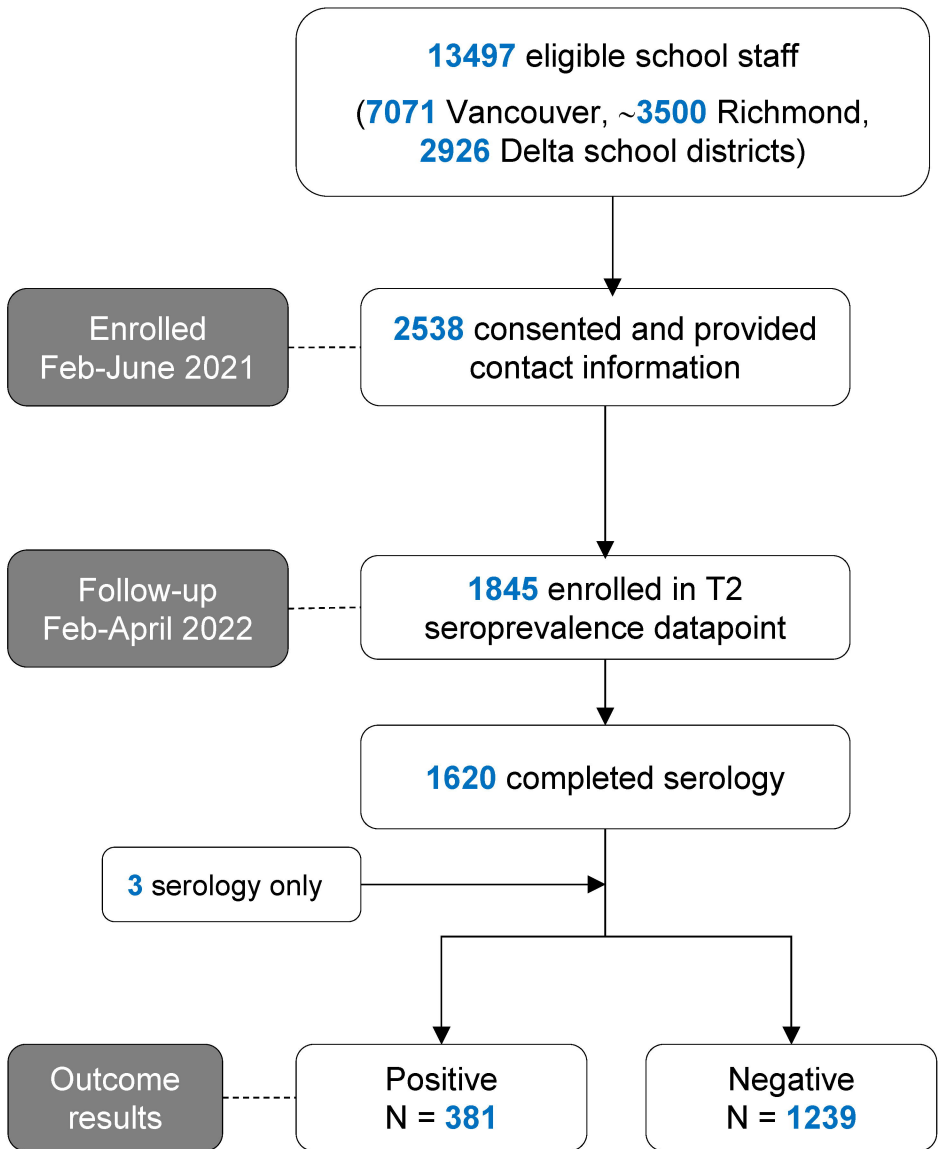 13497 eligible school staff
(7071 Vancouver, ~3500 Richmond,
2926 Delta school districts)
Enrolled
Feb-June 2021
2538 consented and provided
contact information
Follow-up
Feb-April 2022
1845 enrolled in T2
seroprevalence datapoint
1620 completed serology
3 serology only
Outcome
results
Positive
N = 381
Negative
N = 1239